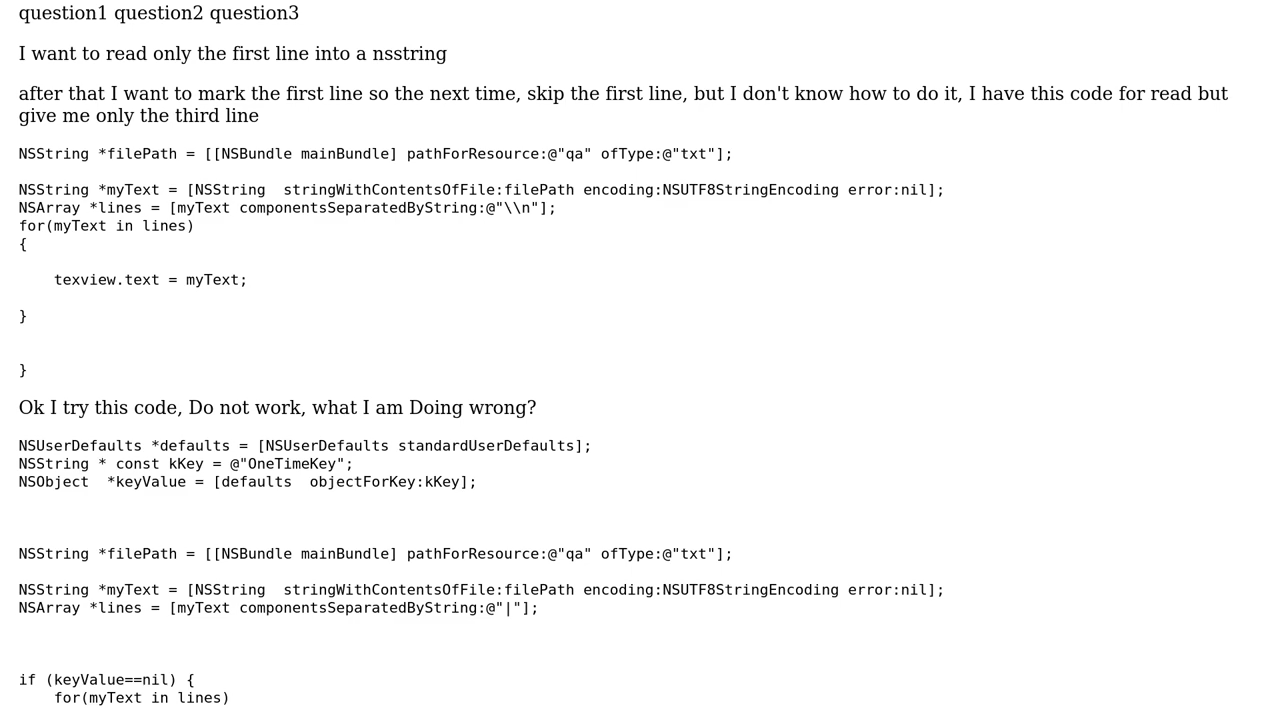 question1 question2 question3
I want to read only the first line into a nsstring
after that I want to mark the first line so the next time, skip the first line, but I don't know how to do it, I have this code for read but
give me only the third line
NSString *filePath = [[NSBundle mainBundle] pathForResource:@"qa" ofType:@"txt"];
NSString *myText = [NSString  stringWithContentsOfFile:filePath encoding:NSUTF8StringEncoding error:nil];
NSArray *lines = [myText componentsSeparatedByString:@"\\n"];
for(myText in lines)
{
    texview.text = myText;
}
}
Ok I try this code, Do not work, what I am Doing wrong?
NSUserDefaults *defaults = [NSUserDefaults standardUserDefaults];
NSString * const kKey = @"OneTimeKey";
NSObject  *keyValue = [defaults  objectForKey:kKey];
NSString *filePath = [[NSBundle mainBundle] pathForResource:@"qa" ofType:@"txt"];
NSString *myText = [NSString  stringWithContentsOfFile:filePath encoding:NSUTF8StringEncoding error:nil];
NSArray *lines = [myText componentsSeparatedByString:@"|"];
if (keyValue==nil) {
    for(myText in lines)